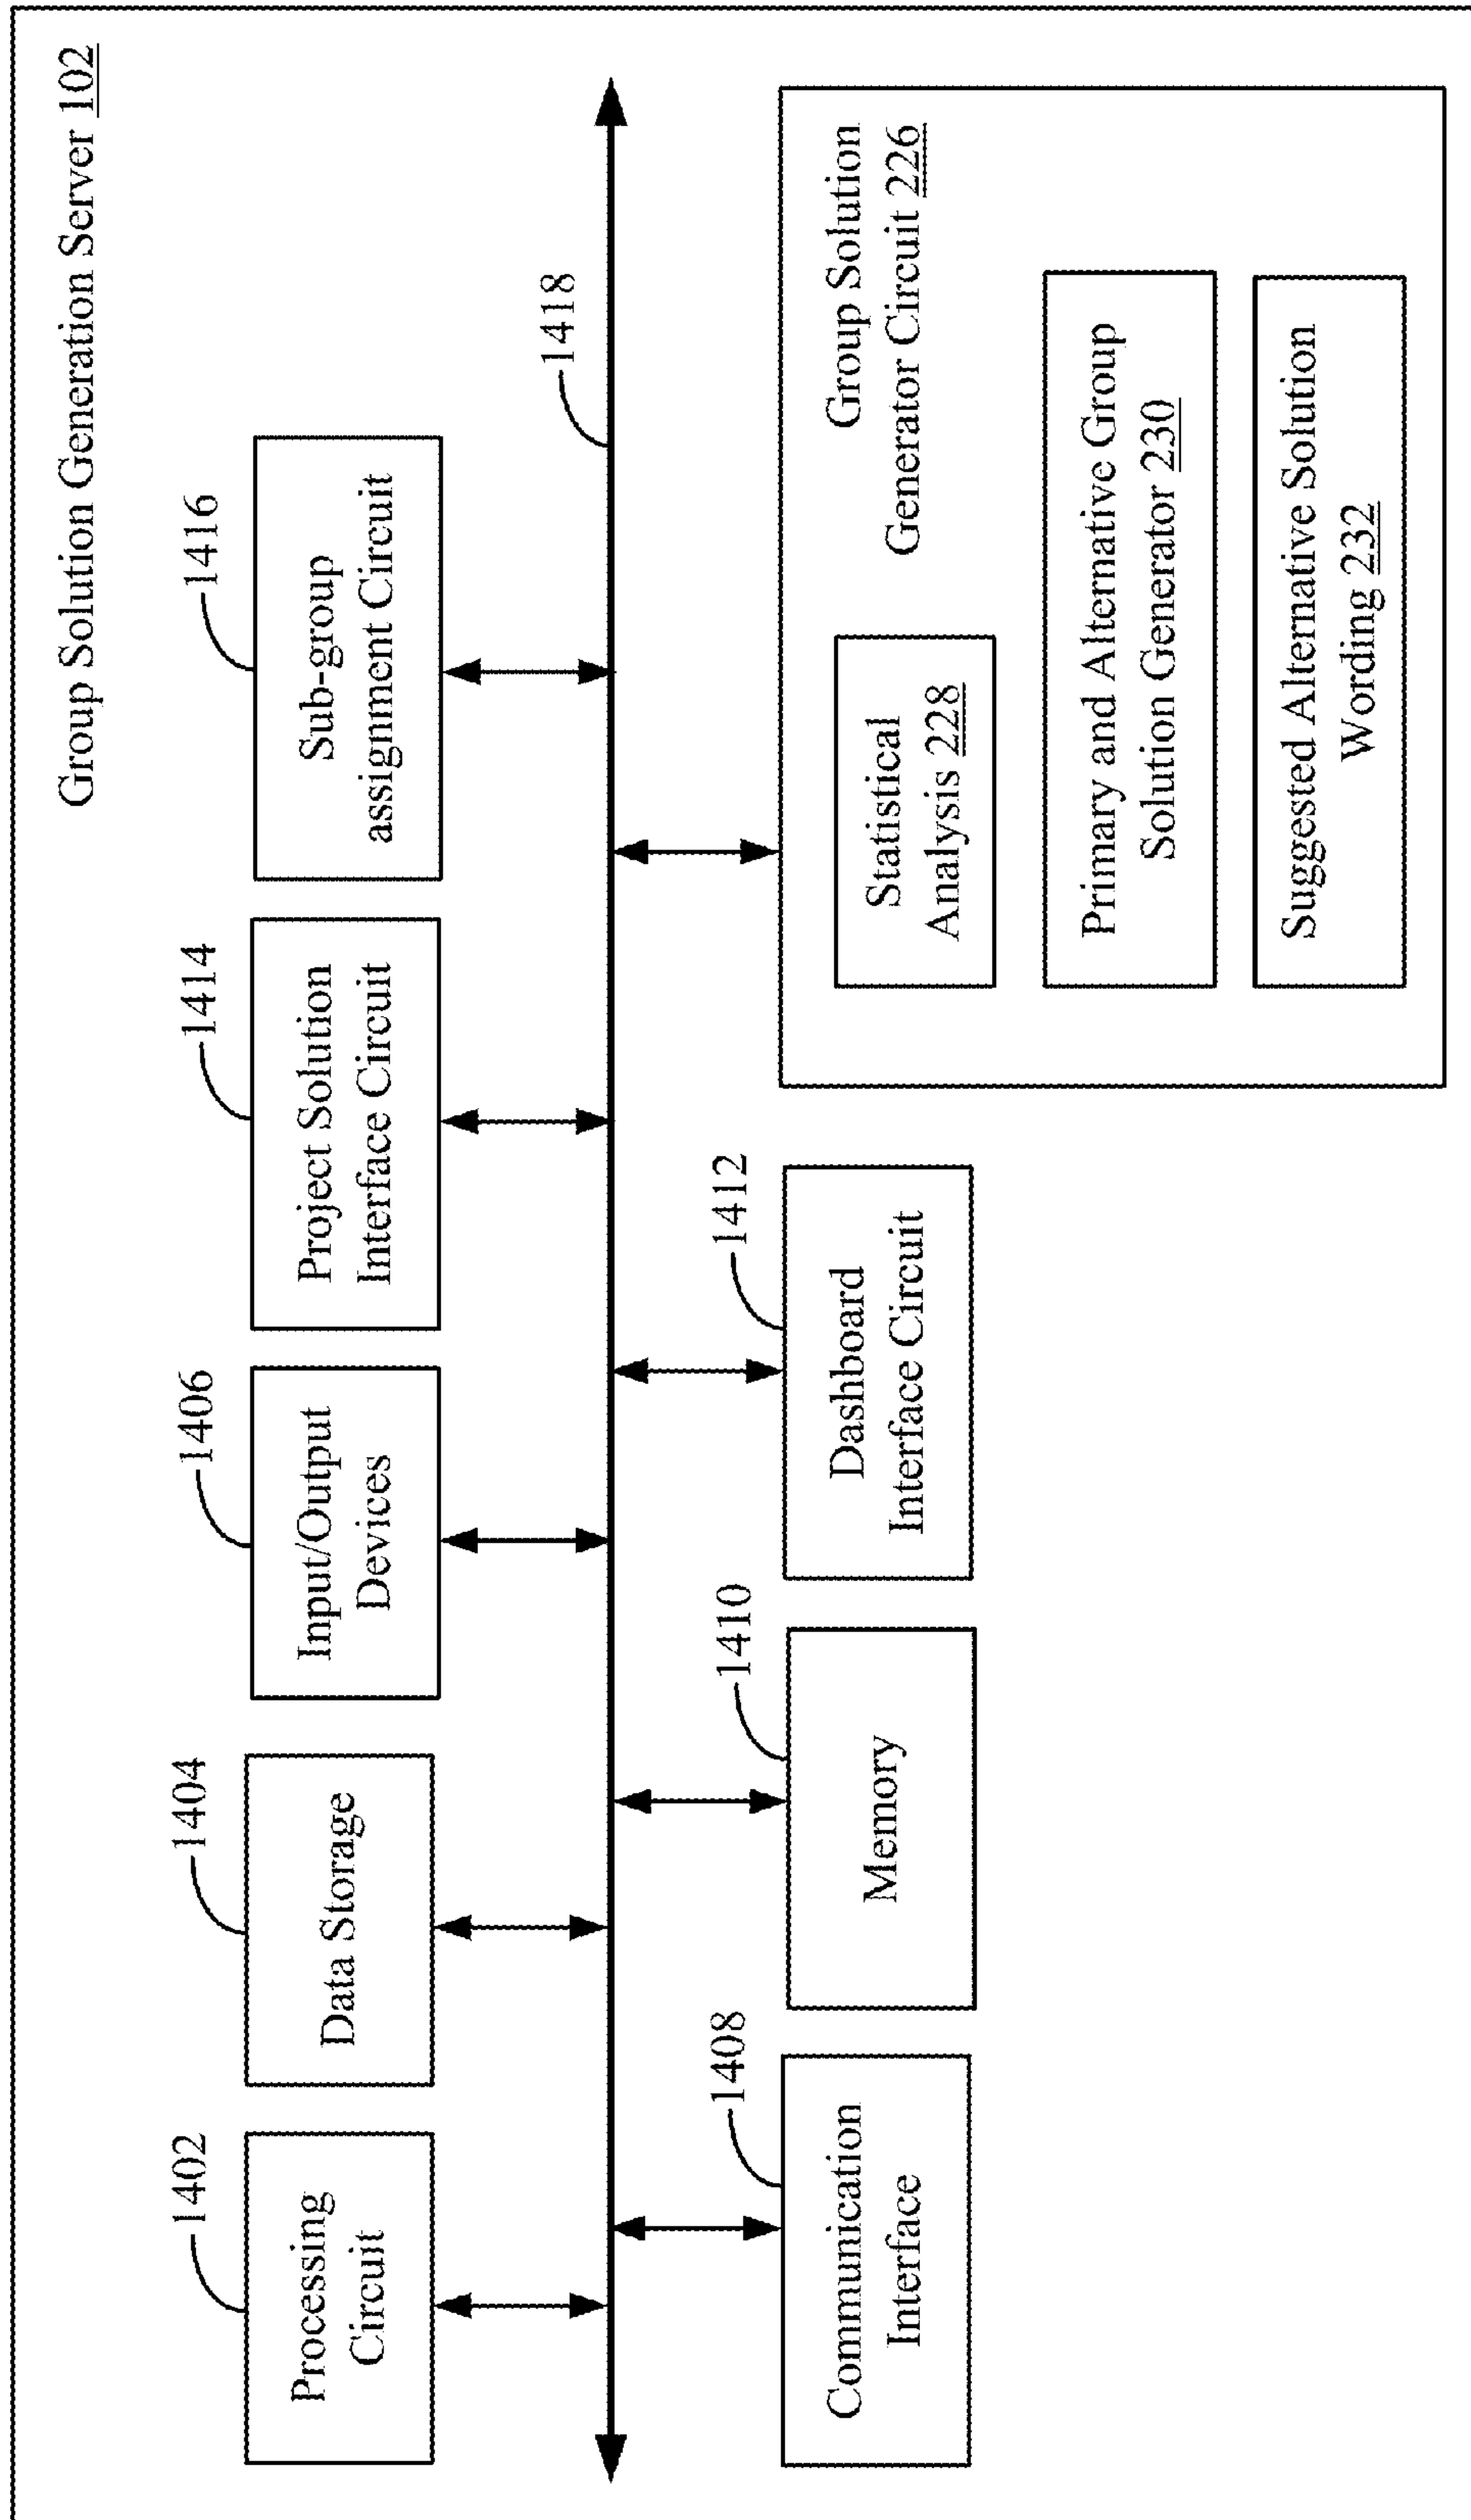 Group Solution Generation Server 102
1402
Processing
Circuit
1404
Data Storage
1406
Input/Output
Devices
1414
Project Solution
Interface Circuit
1416
Sub-group
assignment Circuit
1418
1408
Communication
Interface
1410
Memory
1412
Dashboard
Interface Circuit
Group Solution
Generator Circuit 226
Statistical
Analysis 228
Primary and Alternative Group
Solution Generator 230
Suggested Alternative Solution
Wording 232